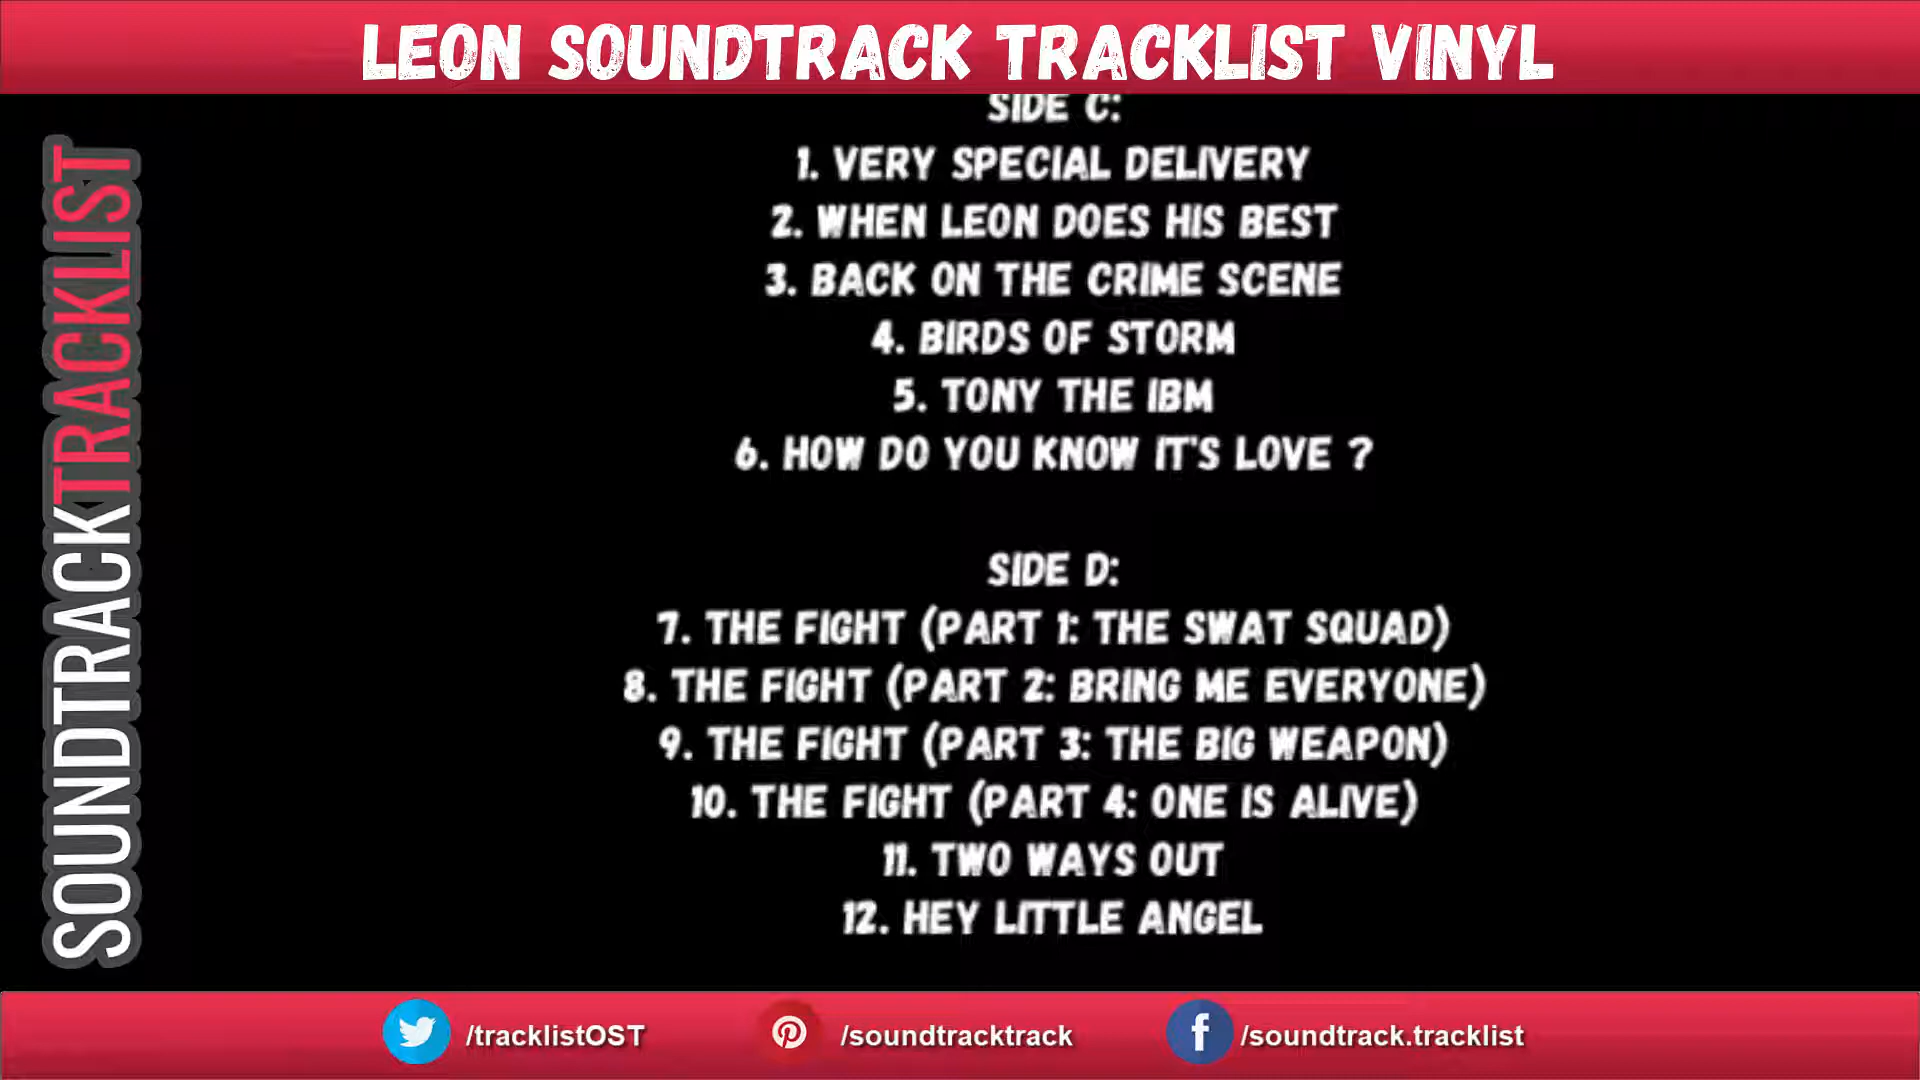 LEON SOUNDTRACK TRACKLIST VINYL
SOUNDTRACKTRACKLIST
SIDE C:
1. VERY SPECIAL DELIVERY
2. WHEN LEON DOES HIS BEST
3. BACK ON THE CRIME SCENE
4. BIRDS OF STORM
5. TONY THE IBM
6. HOW DO YOU KNOW IT'S LOVE ?
SIDE D:
7. THE FIGHT (PART 1: THE SWAT SQUAD)
8. THE FIGHT (PART 2: BRING ME EVERYONE)
9. THE FIGHT (PART 3: THE BIG WEAPON)
10. THE FIGHT (PART 4: ONE IS ALIVE)
11. TWO WAYS OUT
12. HEY LITTLE ANGEL
/tracklistOST
/soundtracktrack
/soundtrack.tracklist